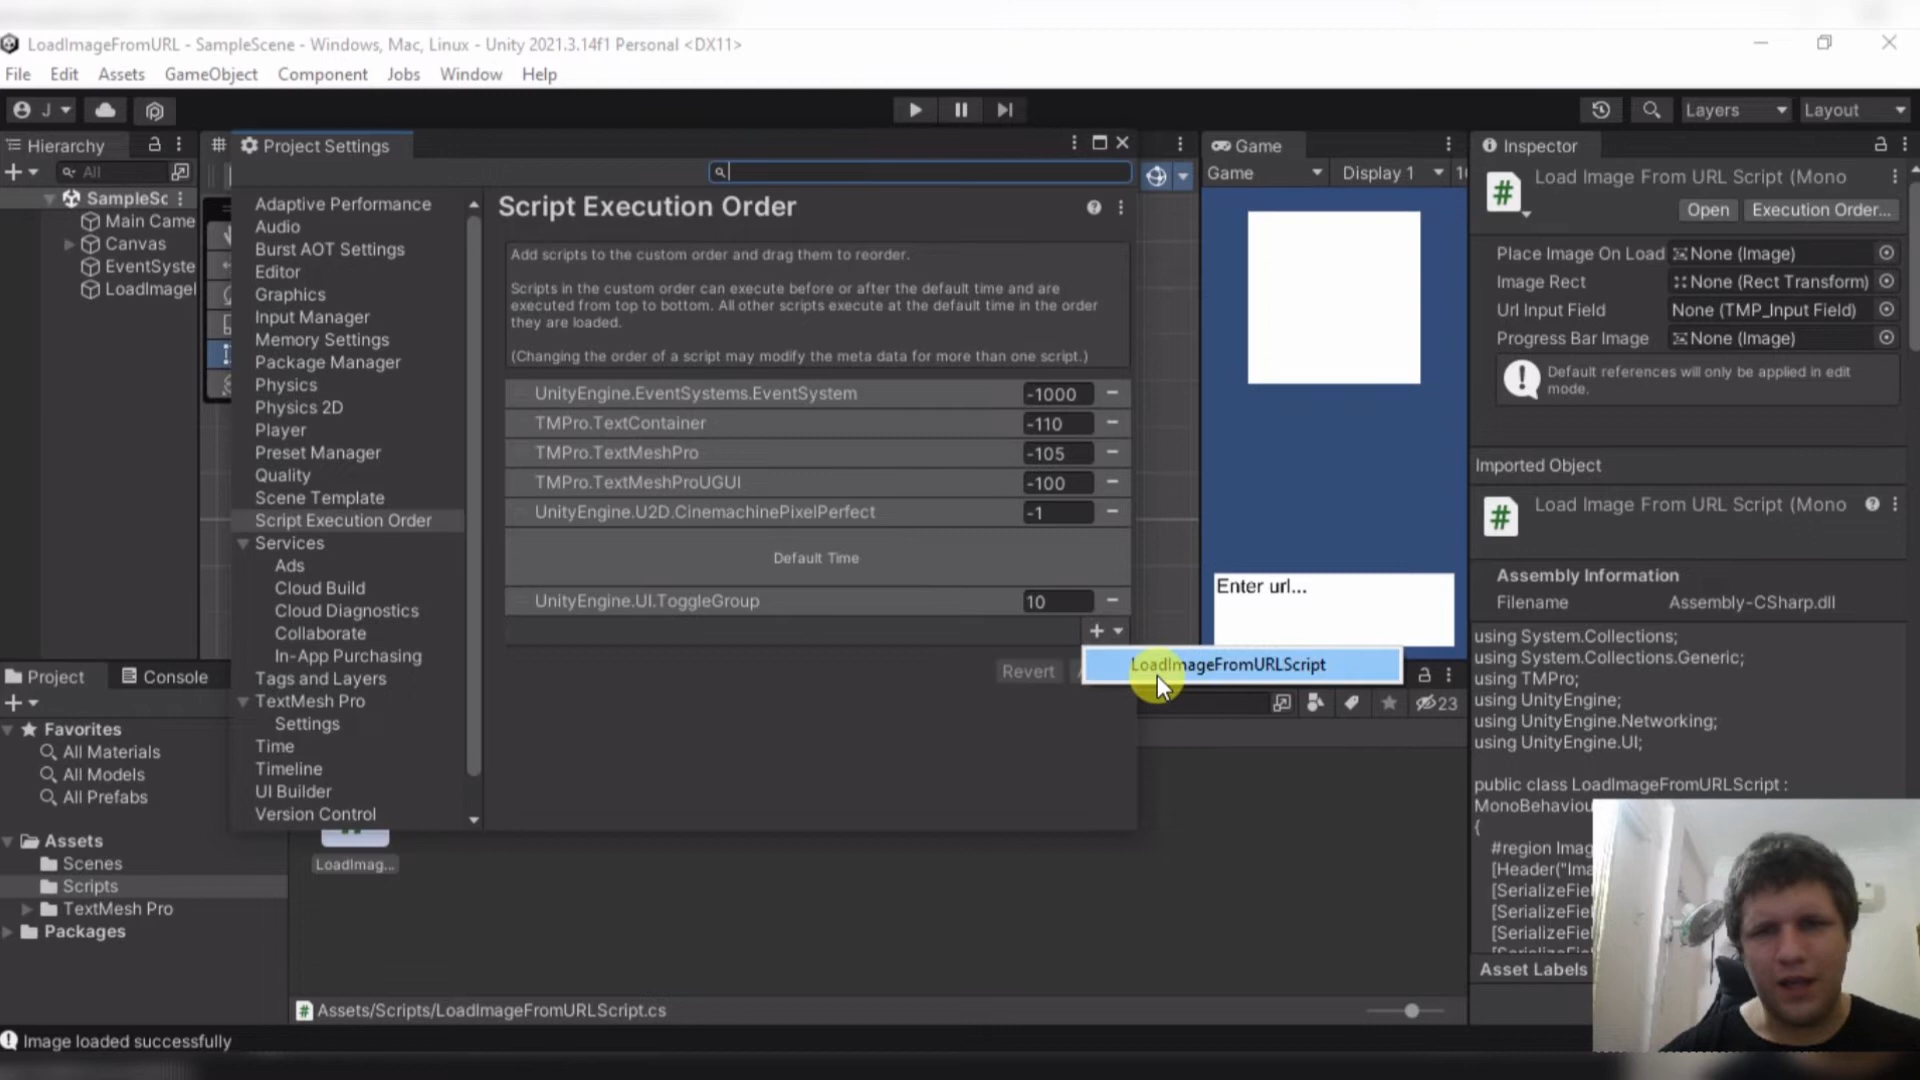 LoadImageFromURL - SampleScene - Windows, Mac, Linux - Unity 2021.3.14f1 Personal <DX11>
File Edit Assets GameObject Component Jobs Window Help
J
Layers
Layout
Hierarchy
All
SampleSc
Main Came
Canvas
EventSyste
LoadImageI
Project Settings
Adaptive Performance
Audio
Burst AOT Settings
Editor
Graphics
Input Manager
Memory Settings
Package Manager
Physics
Physics 2D
Player
Preset Manager
Quality
Scene Template
Script Execution Order
Services
Ads
Cloud Build
Cloud Diagnostics
Collaborate
In-App Purchasing
Tags and Layers
TextMesh Pro
Settings
Time
Timeline
UI Builder
Version Control
Script Execution Order
Add scripts to the custom order and drag them to reorder.
Scripts in the custom order can execute before or after the default time and are
executed from top to bottom. All other scripts execute at the default time in the order
they are loaded.
(Changing the order of a script may modify the meta data for more than one script.)
UnityEngine.EventSystems.EventSystem -1000
TMPro.TextContainer -110
TMPro.TextMeshPro -105
TMPro.TextMeshProUGUI -100
UnityEngine.U2D.CinemachinePixelPerfect -1
Default Time
UnityEngine.UI.ToggleGroup 10
LoadImageFromURLScript
Revert
Game
Game Display 1
Enter url...
23
Inspector
Load Image From URL Script (Mono
Open Execution Order...
Place Image On Load None (Image)
Image Rect None (Rect Transform)
Url Input Field None (TMP_Input Field)
Progress Bar Image None (Image)
Default references will only be applied in edit
mode.
Imported Object
Load Image From URL Script (Mono
Assembly Information
Filename Assembly-CSharp.dll
using System.Collections;
using System.Collections.Generic;
using TMPro;
using UnityEngine;
using UnityEngine.Networking;
using UnityEngine.UI;
public class LoadImageFromURLScript :
MonoBehaviou
{
#region Imag
[Header("Ima
[SerializeFiel
[SerializeFiel
[SerializeFiel
Asset Labels
Project
Console
Favorites
All Materials
All Models
All Prefabs
Assets
Scenes
Scripts
TextMesh Pro
Packages
LoadImag...
Assets/Scripts/LoadImageFromURLScript.cs
Image loaded successfully